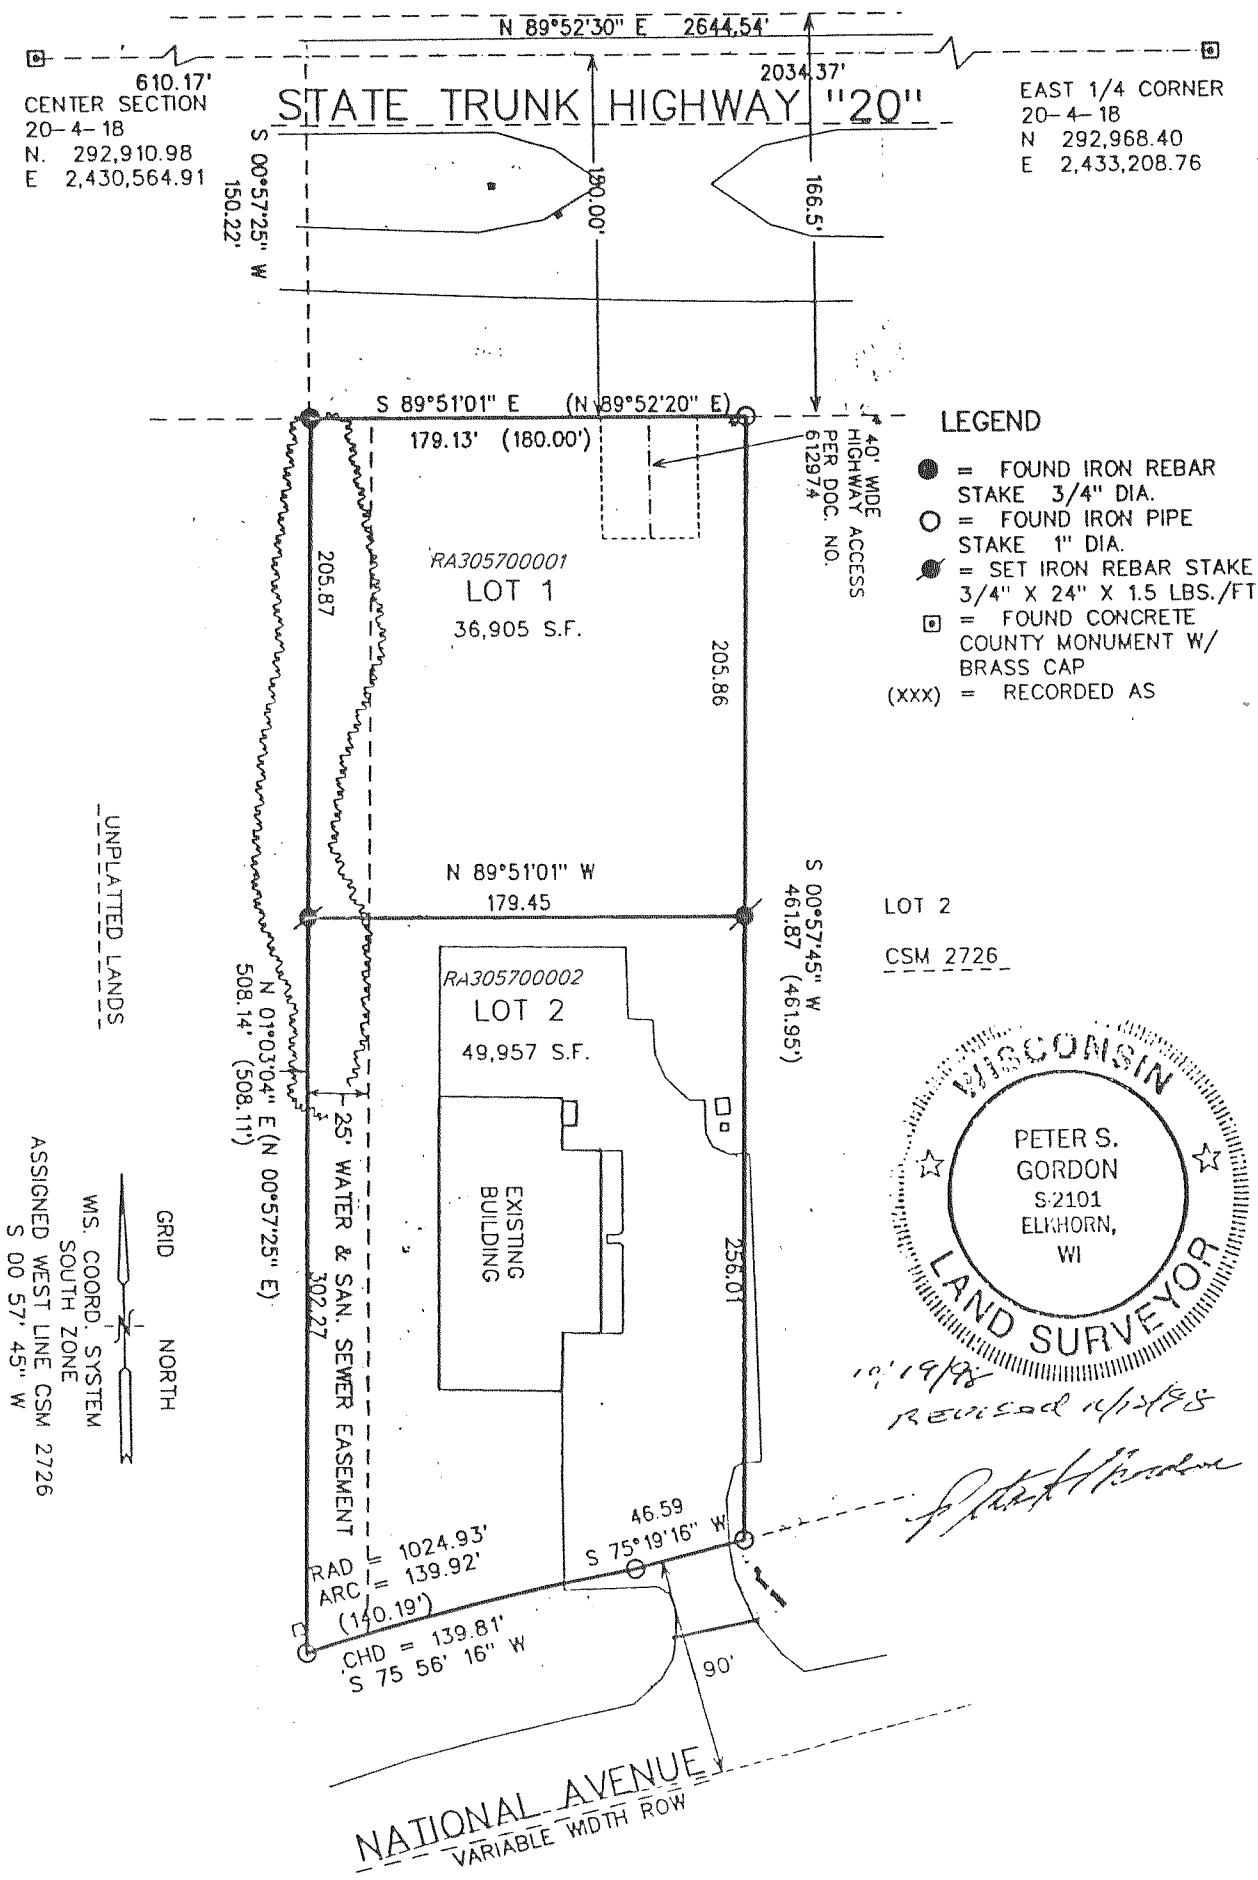 N 89°52'30" E 2644.54'
610.17'
2034.37'
CENTER SECTION
20-4-18
N. 292,910.98
E 2,430,564.91
STATE TRUNK HIGHWAY "20"
EAST 1/4 CORNER
20-4-18
N 292,968.40
E 2,433,208.76
S 00°57'25" W
150.22'
166.5'
S 89°51'01" E (N 89°52'20" E)
179.13' (180.00')
40' WIDE
HIGHWAY ACCESS
PER DOC. NO.
612974
LEGEND
= FOUND IRON REBAR
STAKE 3/4" DIA.
= FOUND IRON PIPE
STAKE 1" DIA.
= SET IRON REBAR STAKE
3/4" X 24" X 1.5 LBS./FT
= FOUND CONCRETE
COUNTY MONUMENT W/
BRASS CAP
(XXX) = RECORDED AS
205.87
RA305700001
LOT 1
36,905 S.F.
205.86
UNPLATTED LANDS
N 89°51'01" W
179.45
S 00°57'45" W
461.87 (461.95')
LOT 2
CSM 2726
RA305700002
LOT 2
49,957 S.F.
N 01°03'04" E (N 00°57'25" E)
508.14' (508.11')
25' WATER & SAN. SEWER EASEMENT
302.27
EXISTING
BUILDING
256.01
WISCONSIN
PETER S.
GORDON
S-2101
ELKHORN,
WI
LAND SURVEYOR
REVISED 11/12/98
GRID NORTH
WS. COORD. SYSTEM
SOUTH ZONE
ASSIGNED WEST LINE CSM 2726
S 00 57' 45" W
46.59
S 75°19'16" W
RAD = 1024.93'
ARC = 139.92'
(140.19')
CHD = 139.81'
S 75 56' 16" W
90'
NATIONAL AVENUE
VARIABLE WIDTH ROW